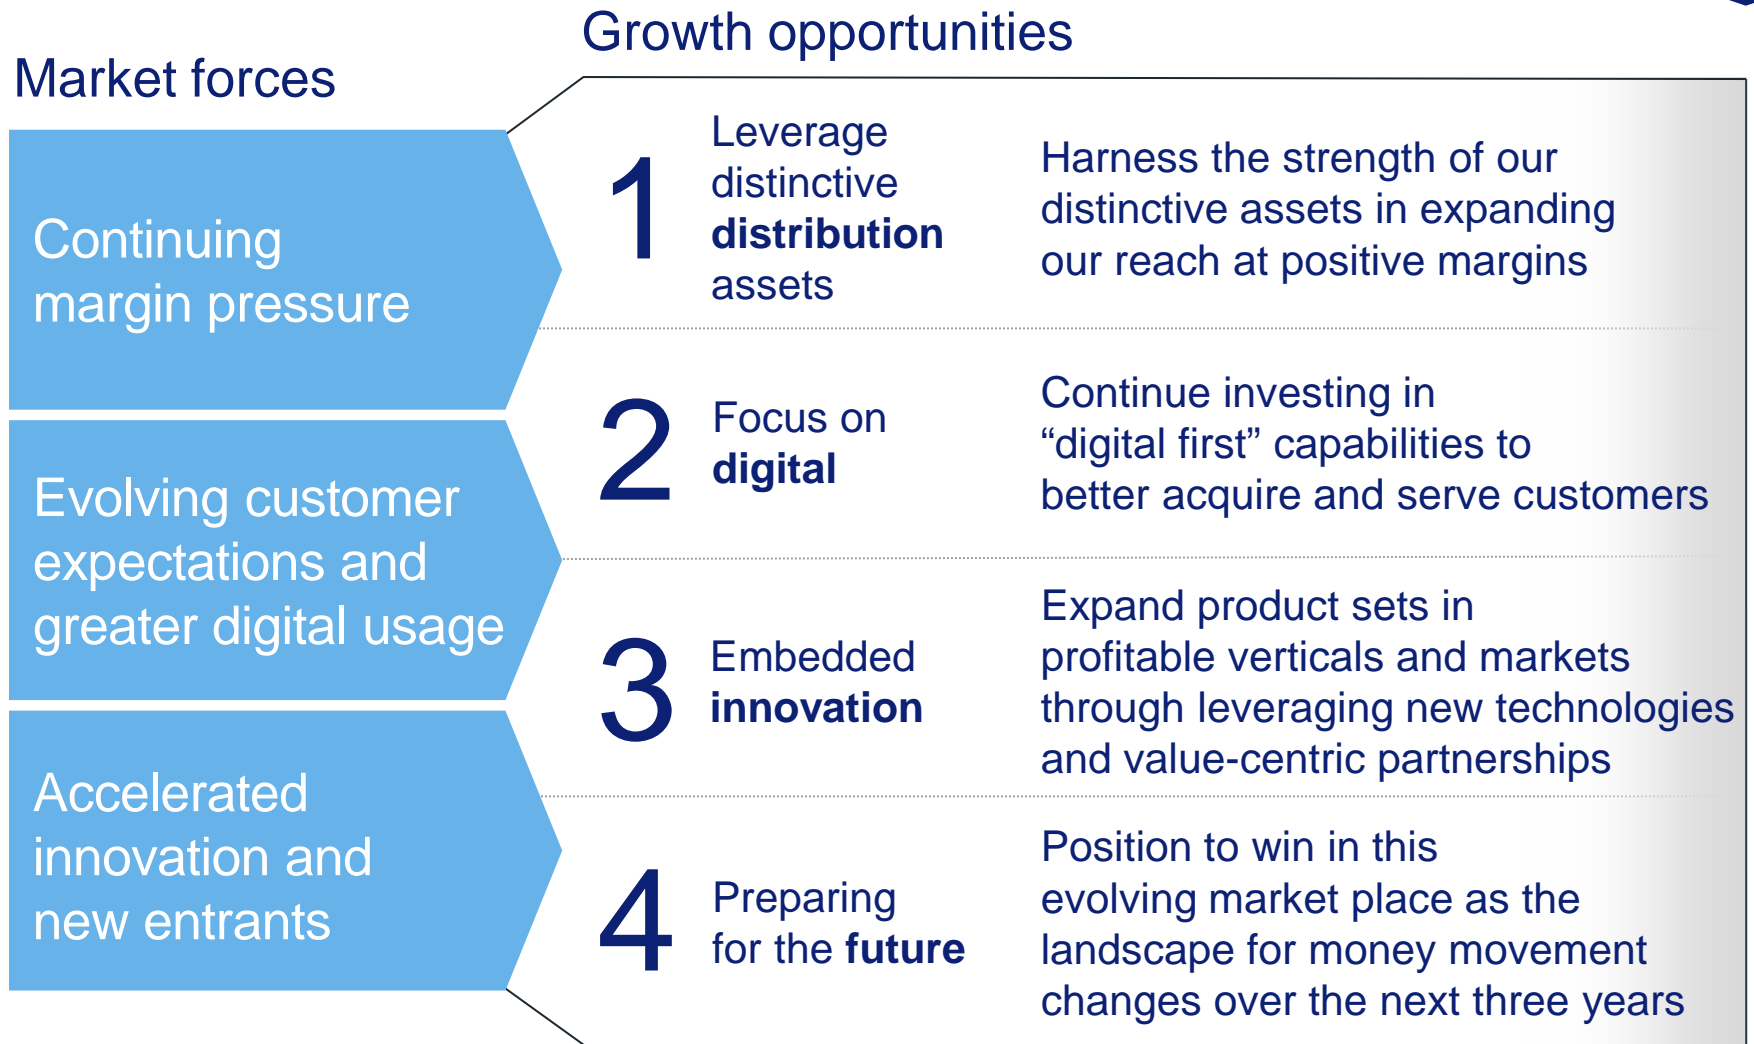 Growth opportunities
Market forces
Continuing
margin pressure
Evolving customer
expectations and
greater digital usage
Accelerated
innovation and
new entrants
1
Leverage
distinctive
distribution
assets
Harness the strength of our
distinctive assets in expanding
our reach at positive margins
2
Focus on
digital
Continue investing in
“digital first” capabilities to
better acquire and serve customers
3
Embedded
innovation
Expand product sets in
profitable verticals and markets
through leveraging new technologies
and value-centric partnerships
4
Preparing
for the future
Position to win in this
evolving market place as the
landscape for money movement
changes over the next three years